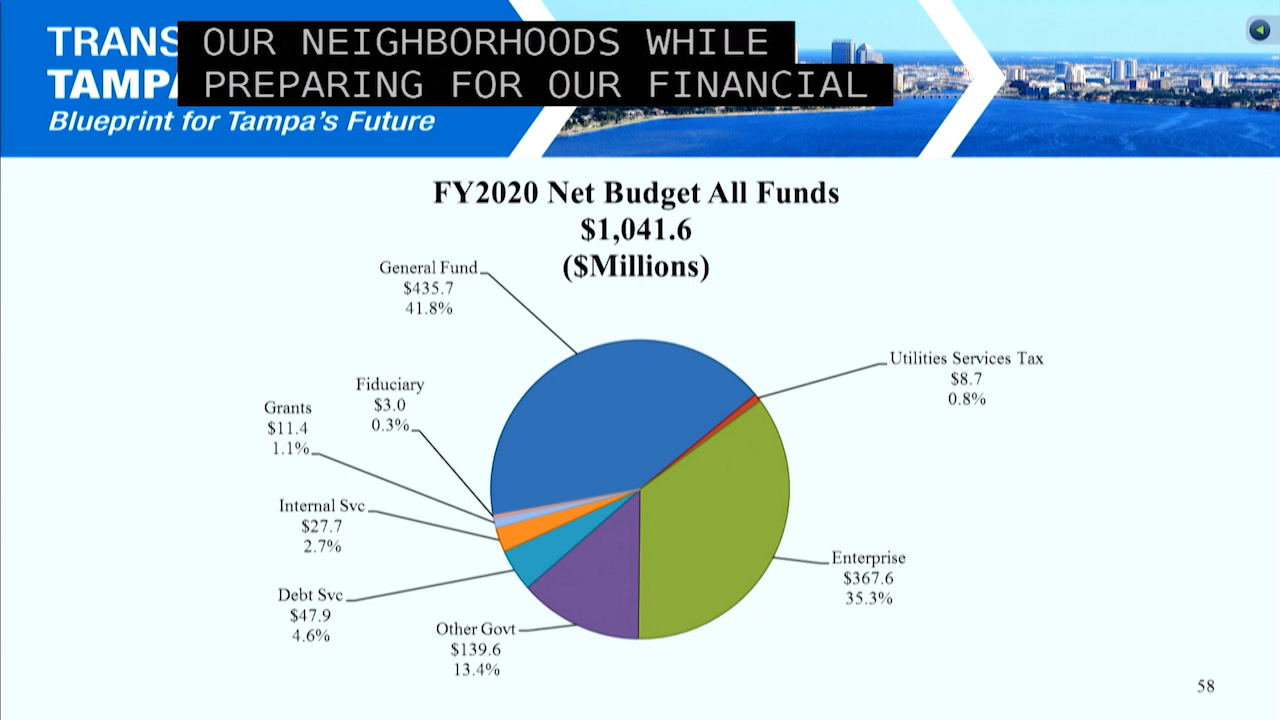 TRANS
TAMPA
OUR NEIGHBORHOODS WHILE
PREPARING FOR OUR FINANCIAL
Blueprint for Tampa's Future
FY2020 Net Budget All Funds
$1,041.6
($Millions)
General Fund
$435.7
41.8%
Utilities Services Tax
$8.7
0.8%
Fiduciary
$3.0
0.3%
Grants
$11.4
1.1%
Internal Svc
$27.7
2.7%
Enterprise
$367.6
35.3%
Debt Svc
$47.9
4.6%
Other Govt
$139.6
13.4%
58